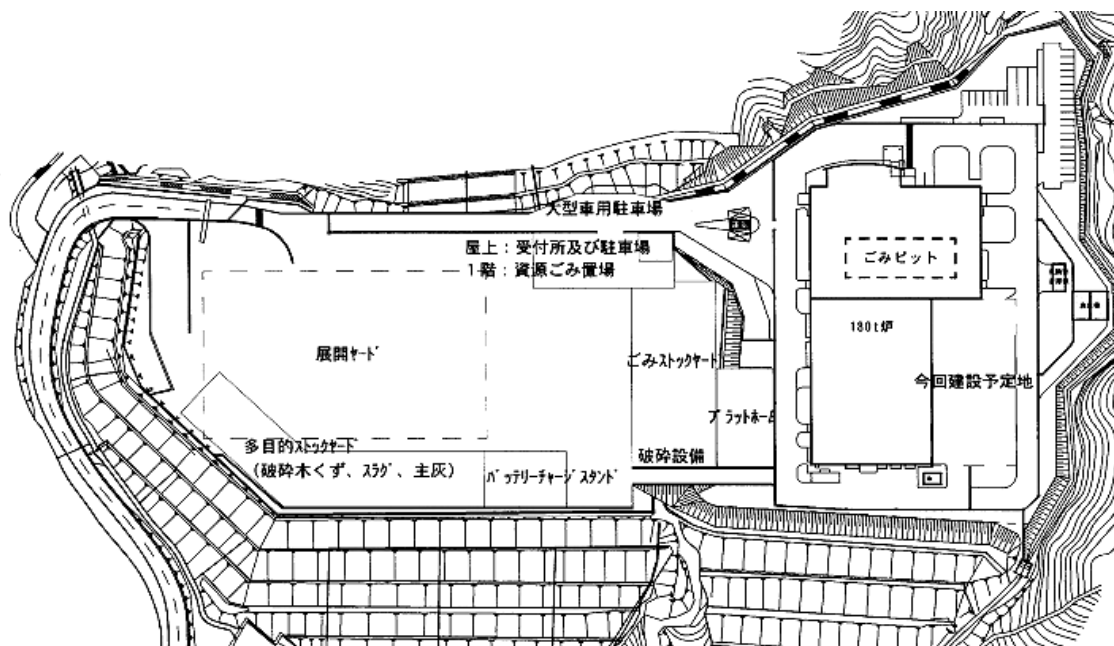 大型車用駐車場
屋上：受付所及び駐車場
1階：資源ごみ置場
ごみピット
180t炉
展開ヤード
ごみストックヤード
今回建設予定地
プラットホーム
多目的ストックヤード
（破砕木くず、スラグ、主灰）
バッテリーチャージスタンド
破砕設備